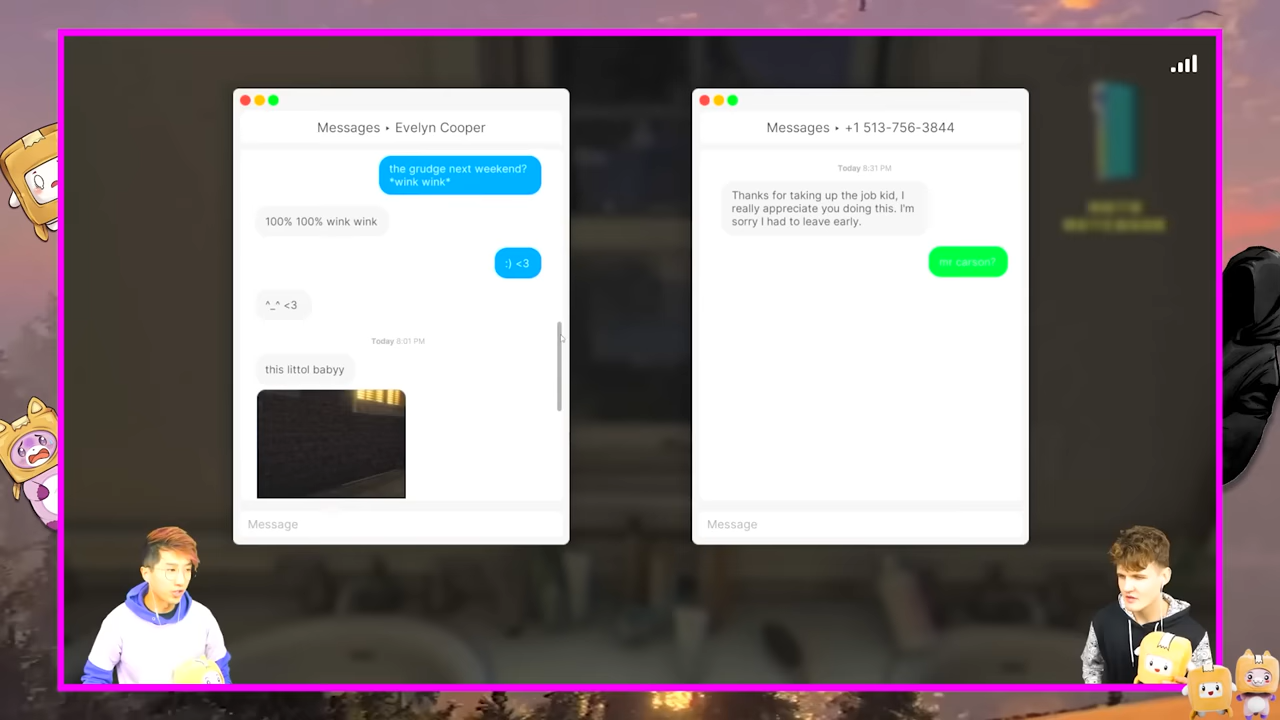 Messages ‣ Evelyn Cooper
the grudge next weekend?
*wink wink*
100% 100% wink wink
:) <3
^_^ <3
Today 8:01 PM
this littol babyy
Message
Messages ‣ +1 513-756-3844
Today 8:31 PM
Thanks for taking up the job kid, I
really appreciate you doing this. I'm
sorry I had to leave early.
mr carson?
Message